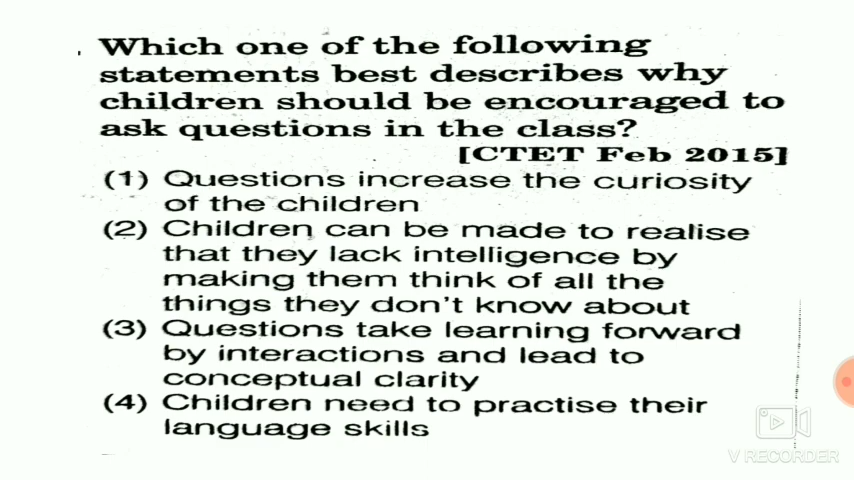 Which one of the following
statements best describes why
children should be encouraged to
ask questions in the class?
[CTET Feb 2015]
(1) Questions increase the curiosity
of the children
(2) Children can be made to realise
that they lack intelligence by
making them think of all the
things they don't know about
(3) Questions take learning forward
by interactions and lead to
conceptual clarity
(4) Children need to practise their
language skills
V RECORDER